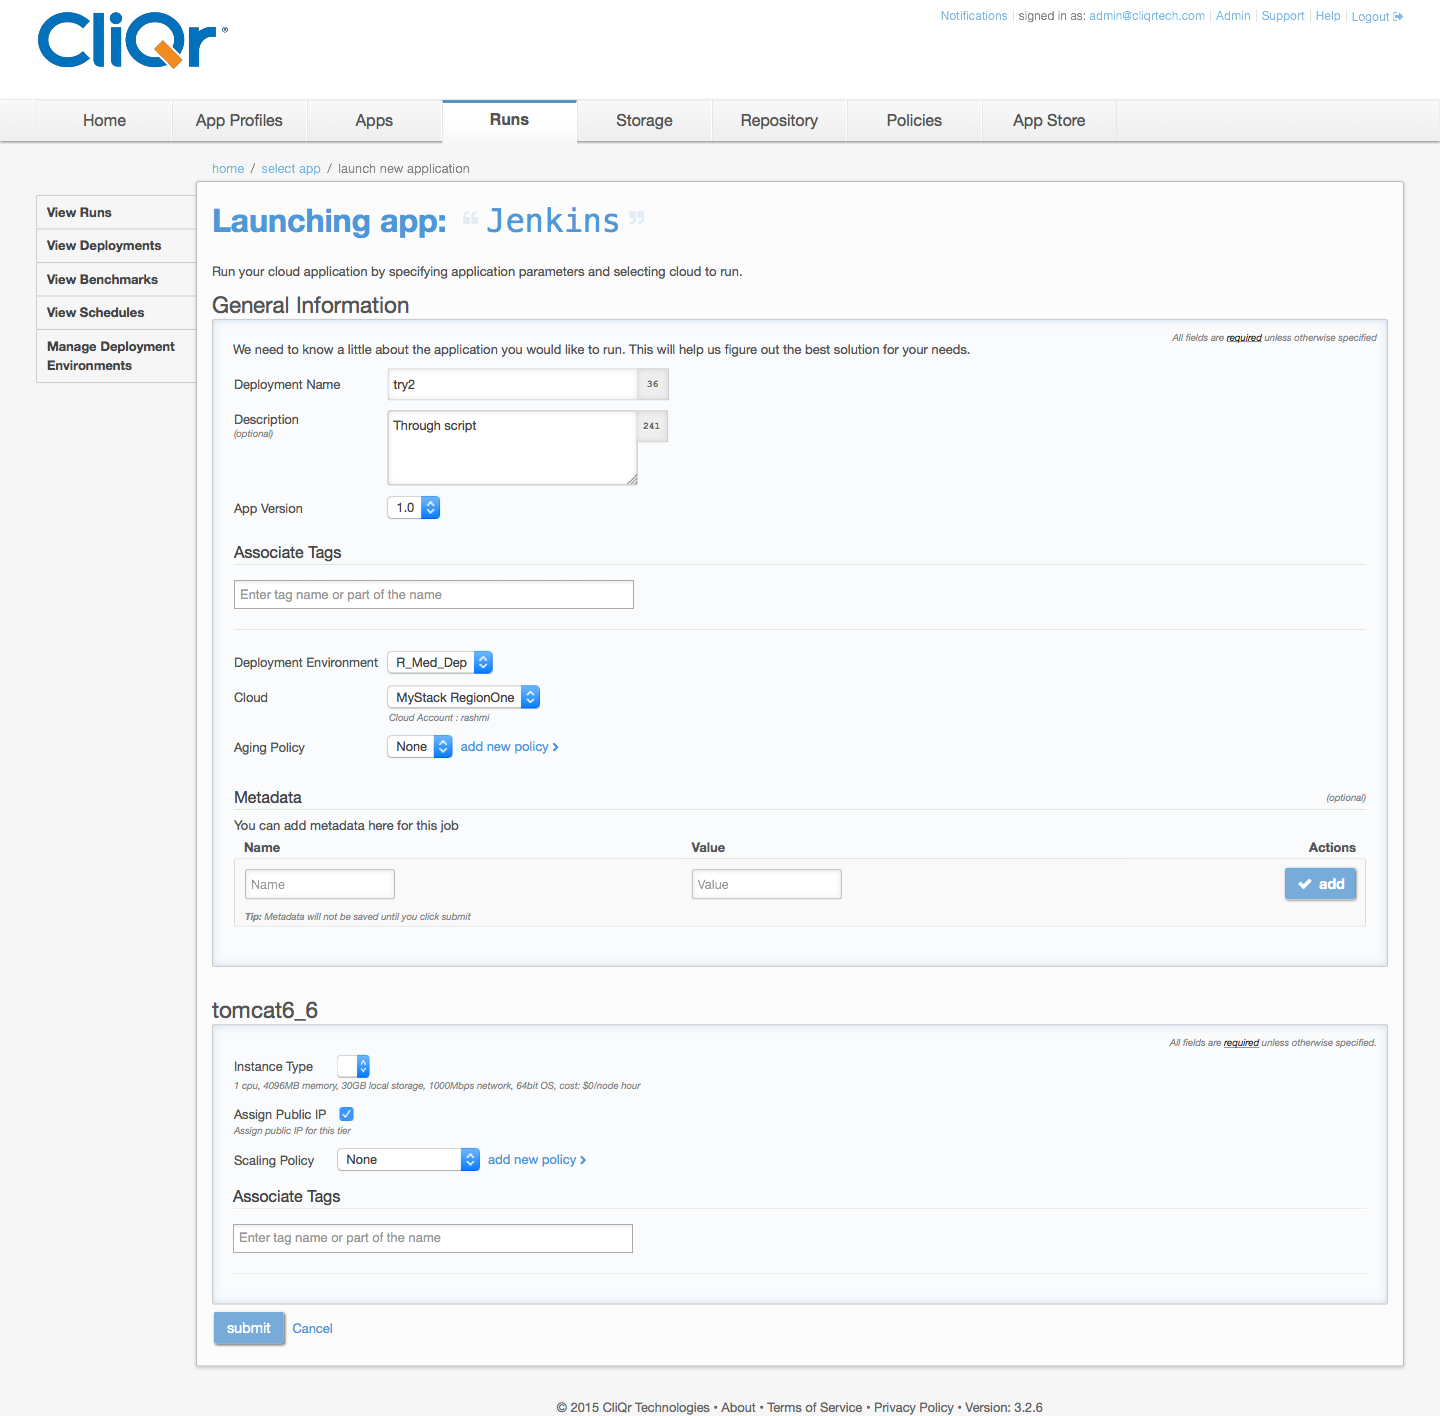 CliQr®
Notifications | signed in as: admin@cliqrtech.com | Admin | Support | Help | Logout
Home App Profiles Apps Runs Storage Repository Policies App Store
home / select app / launch new application
View Runs
View Deployments
View Benchmarks
View Schedules
Manage Deployment
Environments
Launching app: “ Jenkins ”
Run your cloud application by specifying application parameters and selecting cloud to run.
General Information
All fields are required unless otherwise specified
We need to know a little about the application you would like to run. This will help us figure out the best solution for your needs.
Deployment Name try2 36
Description Through script 241
(optional)
App Version 1.0
Associate Tags
Enter tag name or part of the name
Deployment Environment R_Med_Dep
Cloud MyStack RegionOne
Cloud Account : rashmi
Aging Policy None add new policy
Metadata (optional)
You can add metadata here for this job
Name Value Actions
Name Value add
Tip: Metadata will not be saved until you click submit
tomcat6_6
All fields are required unless otherwise specified.
Instance Type
1 cpu, 4096MB memory, 30GB local storage, 1000Mbps network, 64bit OS, cost: $0/node hour
Assign Public IP
Assign public IP for this tier
Scaling Policy None add new policy
Associate Tags
Enter tag name or part of the name
submit Cancel
© 2015 CliQr Technologies • About • Terms of Service • Privacy Policy • Version: 3.2.6